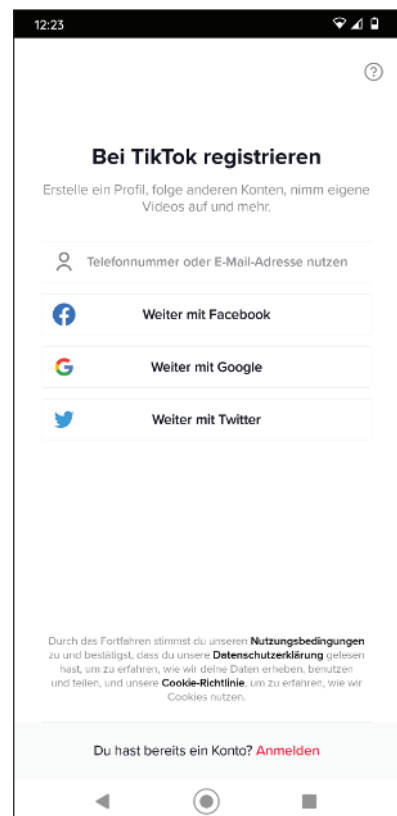 12:23
Bei TikTok registrieren
Erstelle ein Profil, folge anderen Konten, nimm eigene
Videos auf und mehr.
Telefonnummer oder E-Mail-Adresse nutzen
Weiter mit Facebook
Weiter mit Google
Weiter mit Twitter
Durch des Fortfahren stimmst du unseren Nutzungsbedingungen
zu und bestätigst, dass du unsere Datenschutzerklärung gelesen
hast, um zu erfahren, wie wir deine Daten erheben, benutzen
und teilen, und unsere Cookie-Richtlinie, um zu erfahren, wie wir
Cookies nutzen.
Du hast bereits ein Konto? Anmelden